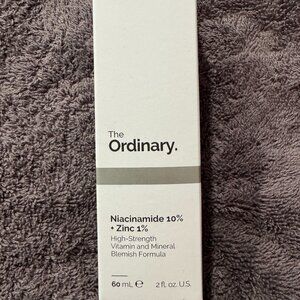 The
Ordinary.
Niacinamide 10%
+ Zinc 1%
High-Strength
Vitamin and Mineral
Blemish Formula
60 mL ℮ 2 fl. oz. U.S.